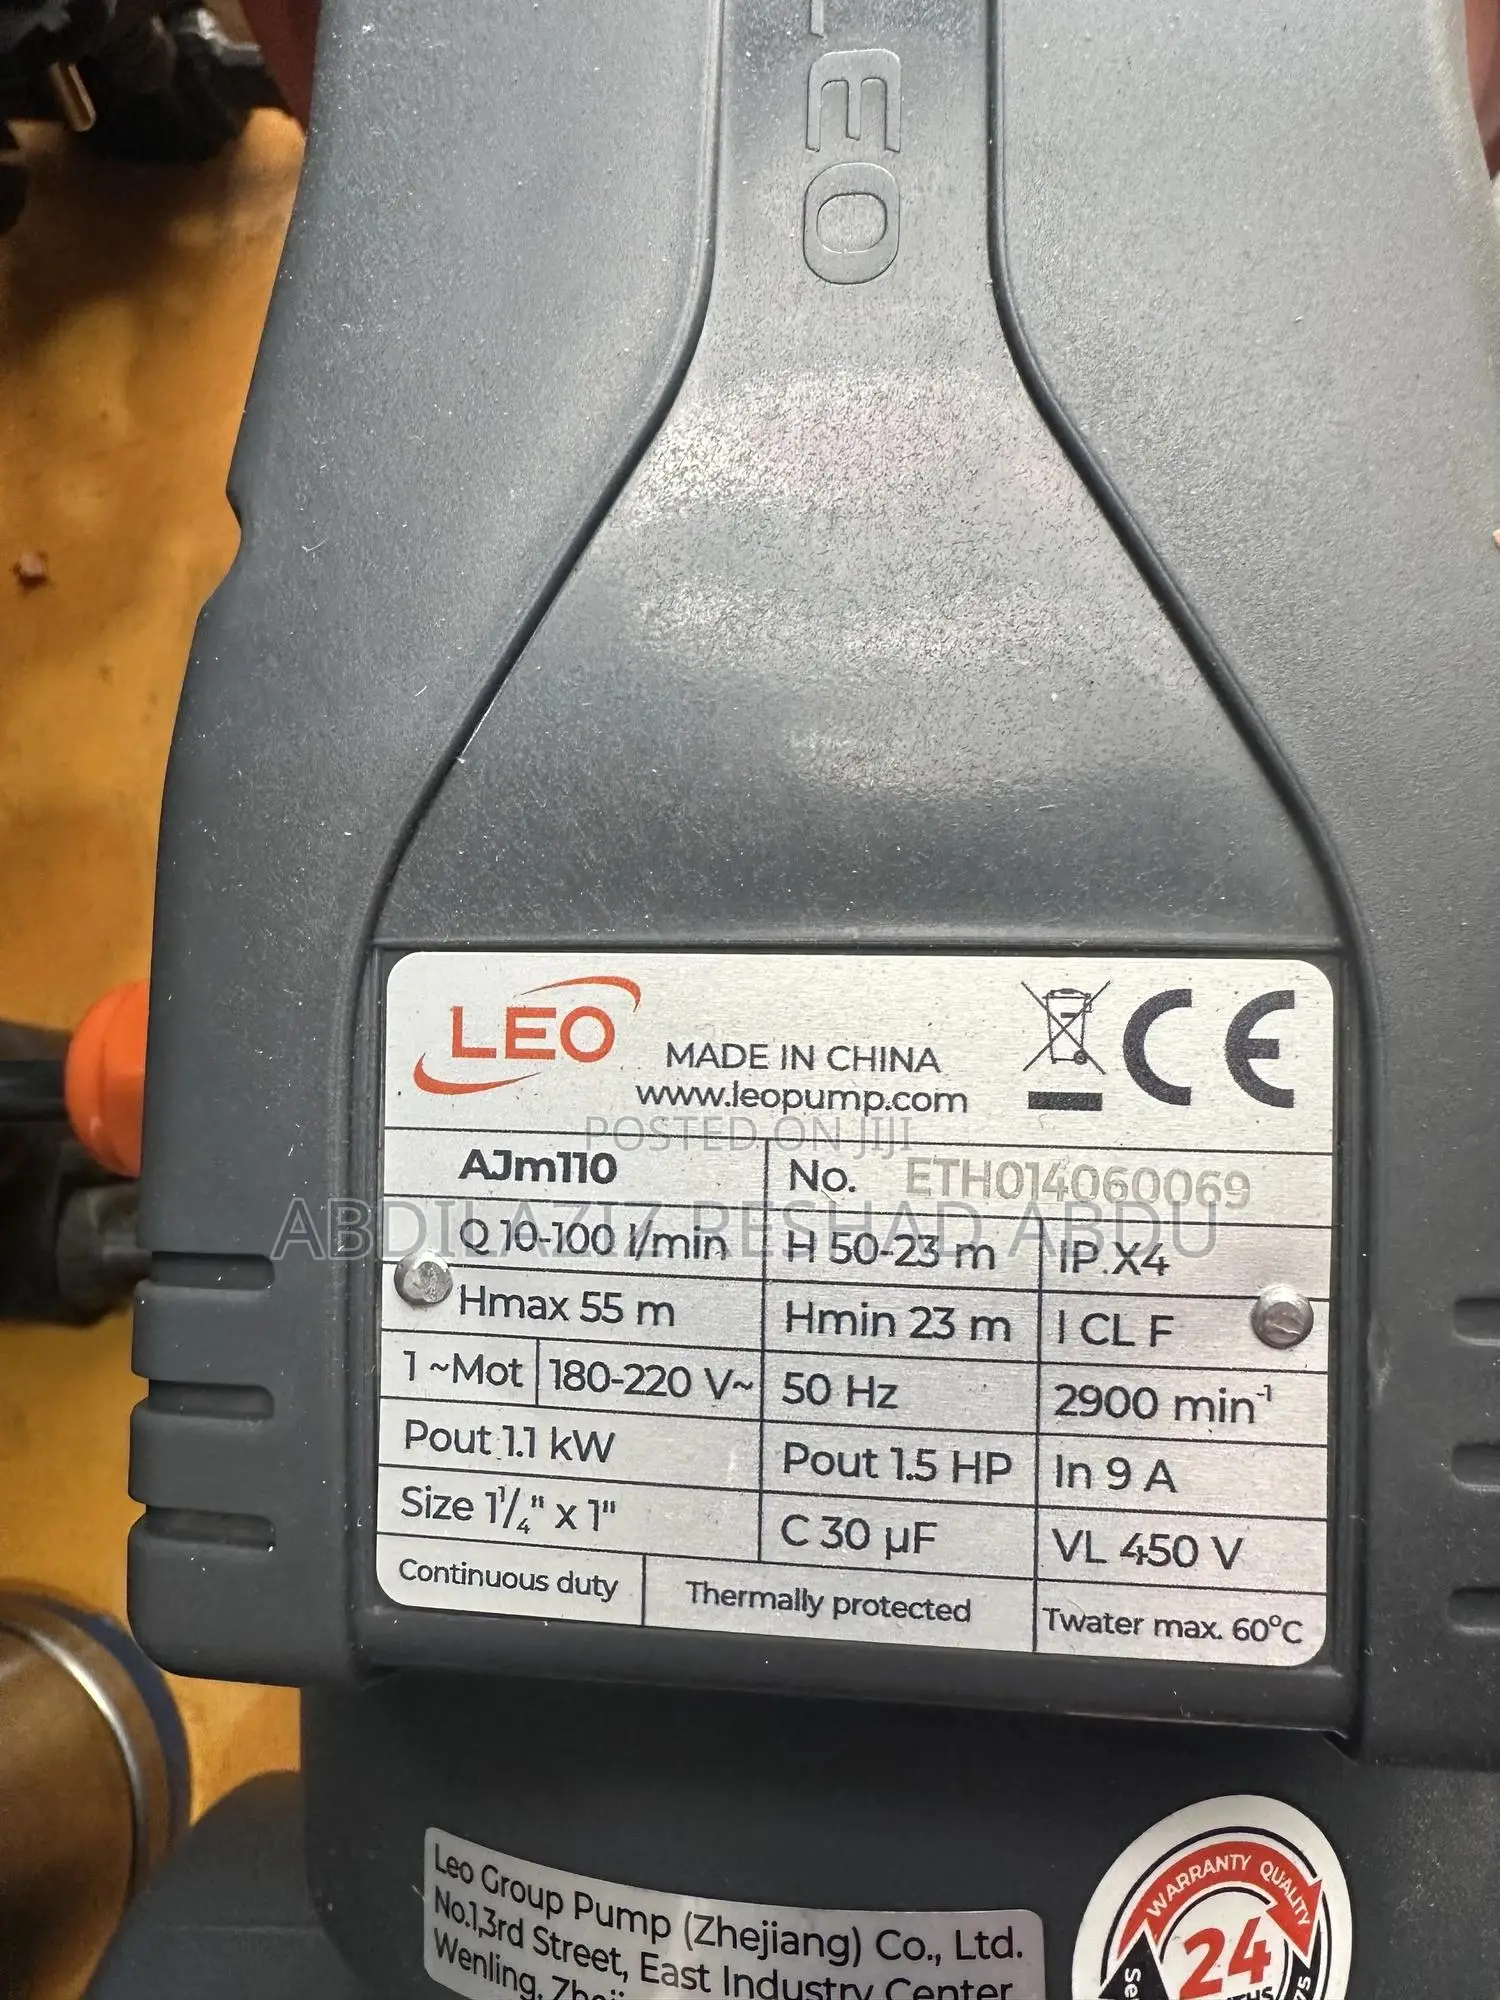 LEO
LEO
MADE IN CHINA
www.leopump.com
CE
POSTED ON JIJI
AJm110 No. ETH014060069
ABDILAZIZ RESHAD ABDU
Q 10-100 l/min H 50-23 m IP X4
Hmax 55 m Hmin 23 m I CL F
1 ~Mot 180-220 V~ 50 Hz 2900 min⁻¹
Pout 1.1 kW Pout 1.5 HP In 9 A
Size 1¹/₄" x 1" C 30 µF VL 450 V
Continuous duty Thermally protected Twater max. 60°C
Leo Group Pump (Zhejiang) Co., Ltd.
No.1,3rd Street, East Industry Center
Wenling,
WARRANTY QUALITY
24